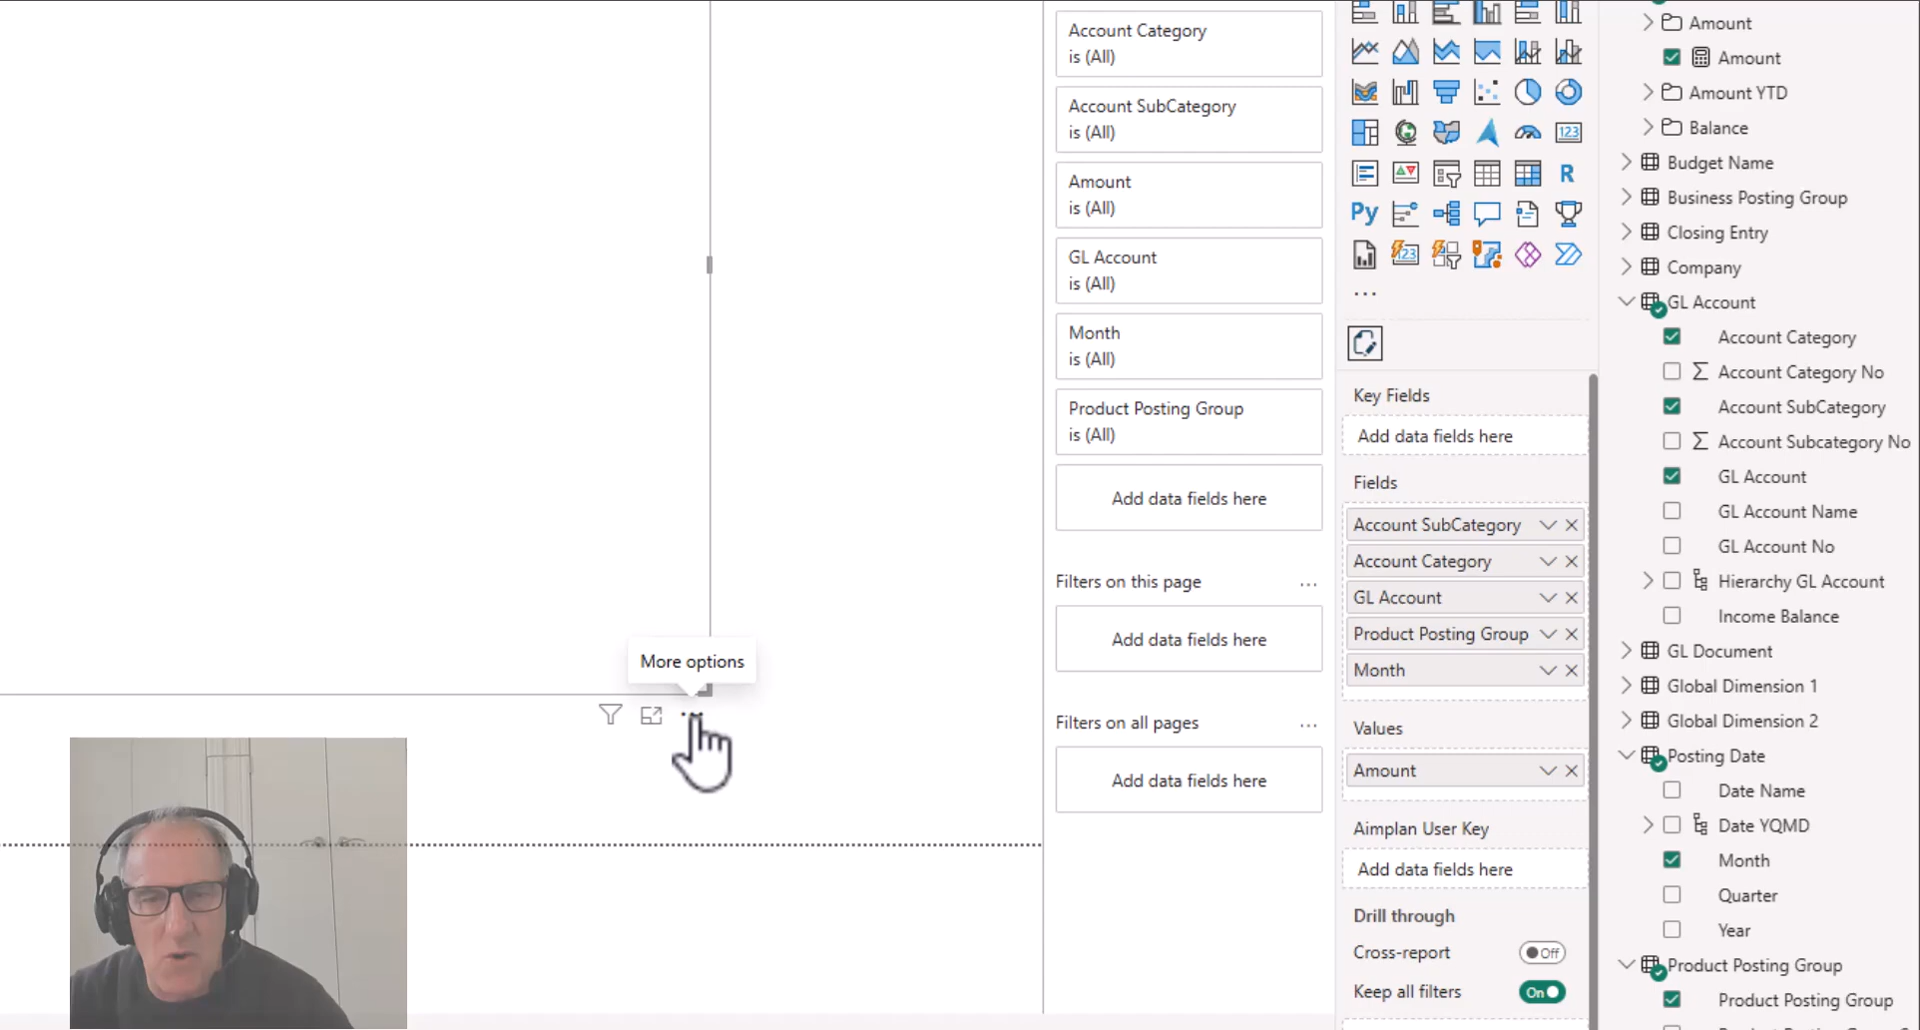 Account Category
is (All)
Account SubCategory
is (All)
Amount
is (All)
GL Account
is (All)
Month
is (All)
Product Posting Group
is (All)
Add data fields here
Filters on this page
Add data fields here
Filters on all pages
Add data fields here
More options
123
R
Py
123
Key Fields
Add data fields here
Fields
Account SubCategory
Account Category
GL Account
Product Posting Group
Month
Values
Amount
Aimplan User Key
Add data fields here
Drill through
Cross-report
Off
Keep all filters
On
Amount
Amount
Amount YTD
Balance
Budget Name
Business Posting Group
Closing Entry
Company
GL Account
Account Category
Account Category No
Account SubCategory
Account Subcategory No
GL Account
GL Account Name
GL Account No
Hierarchy GL Account
Income Balance
GL Document
Global Dimension 1
Global Dimension 2
Posting Date
Date Name
Date YQMD
Month
Quarter
Year
Product Posting Group
Product Posting Group